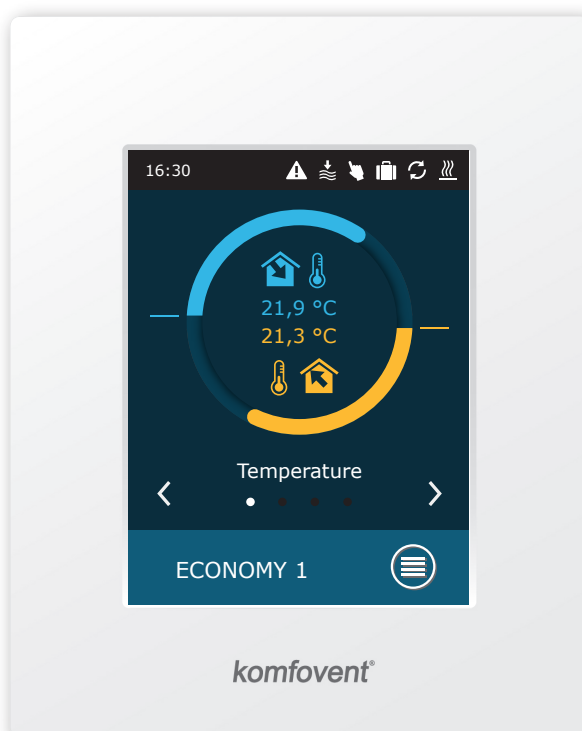 16:30
21,9 °C
21,3 °C
Temperature
ECONOMY 1
komfovent®